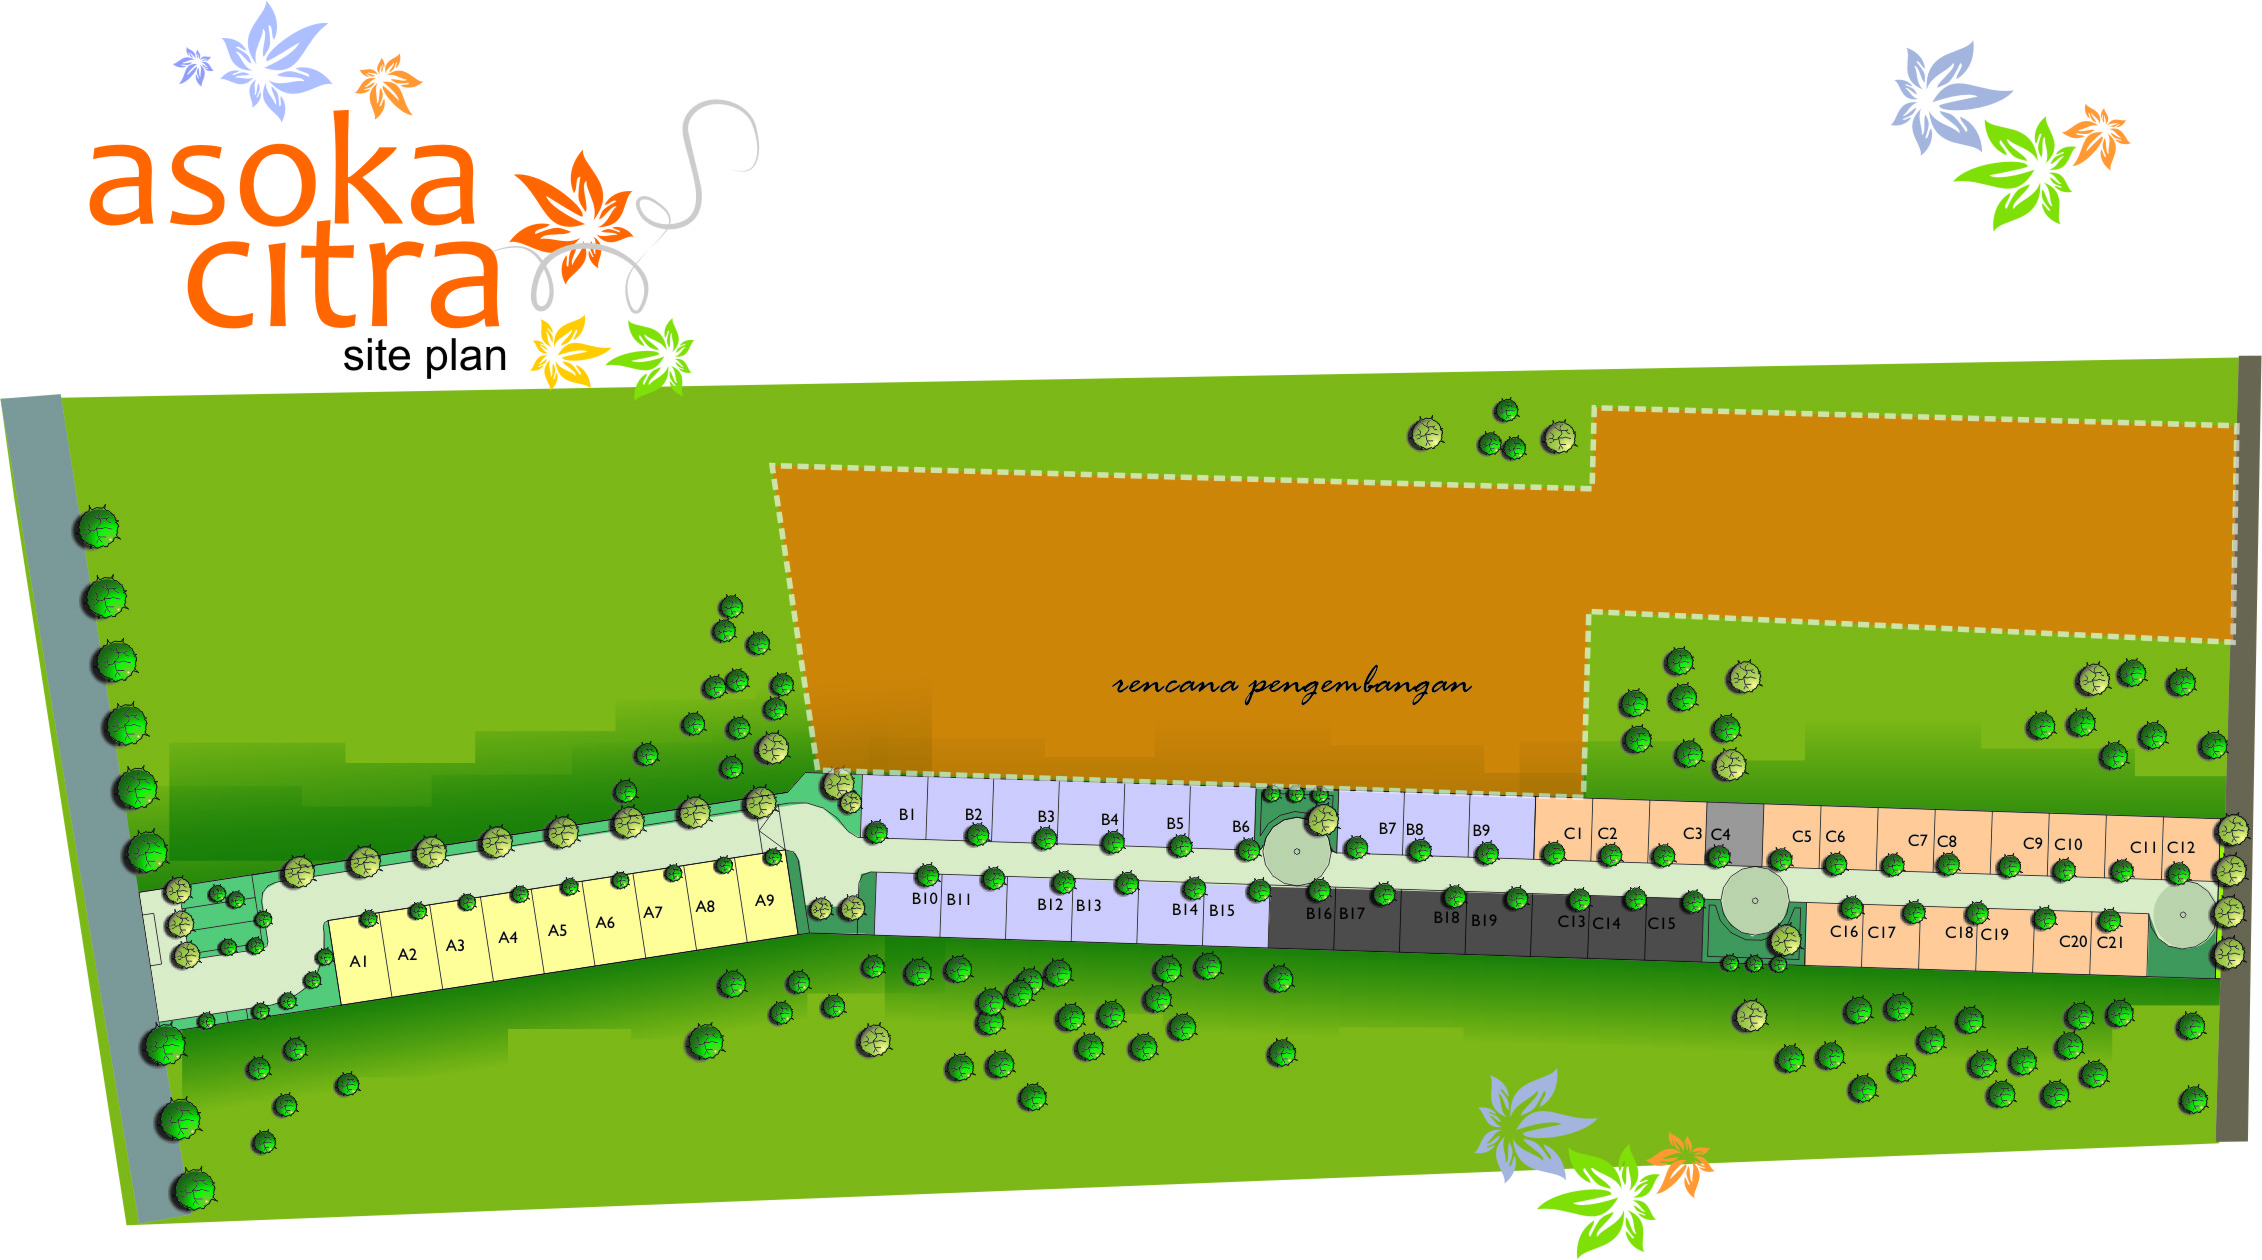 asoka
citra
site plan
rencana pengembangan
B1 B2 B3 B4 B5 B6 B7 B8 B9 C1 C2 C3 C4 C5 C6 C7 C8 C9 C10 C11 C12
A1 A2 A3 A4 A5 A6 A7 A8 A9
B10 B11 B12 B13 B14 B15 B16 B17 B18 B19 C13 C14 C15 C16 C17 C18 C19 C20 C21